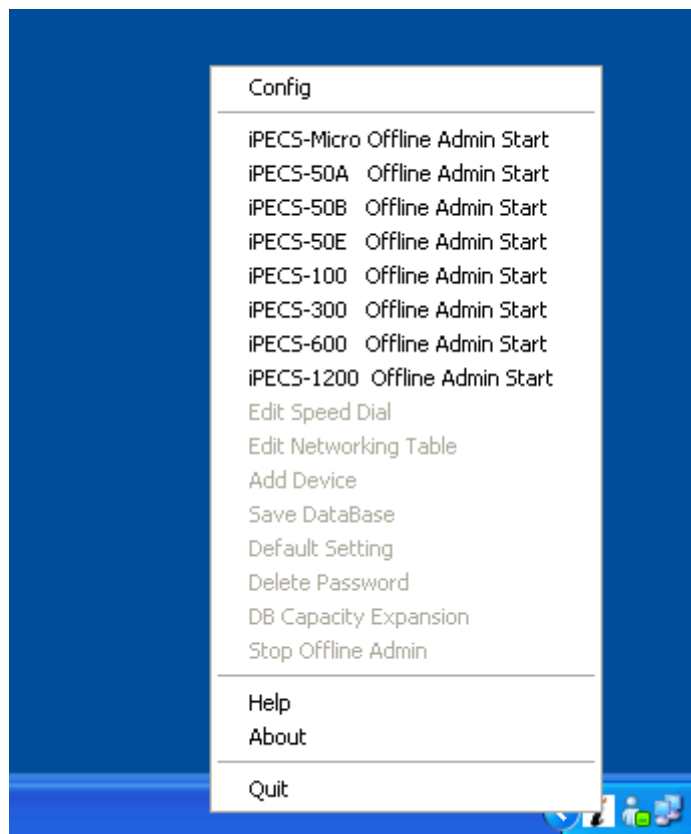 Config
iPECS-Micro Offline Admin Start
iPECS-50A Offline Admin Start
iPECS-50B Offline Admin Start
iPECS-50E Offline Admin Start
iPECS-100 Offline Admin Start
iPECS-300 Offline Admin Start
iPECS-600 Offline Admin Start
iPECS-1200 Offline Admin Start
Edit Speed Dial
Edit Networking Table
Add Device
Save DataBase
Default Setting
Delete Password
DB Capacity Expansion
Stop Offline Admin
Help
About
Quit